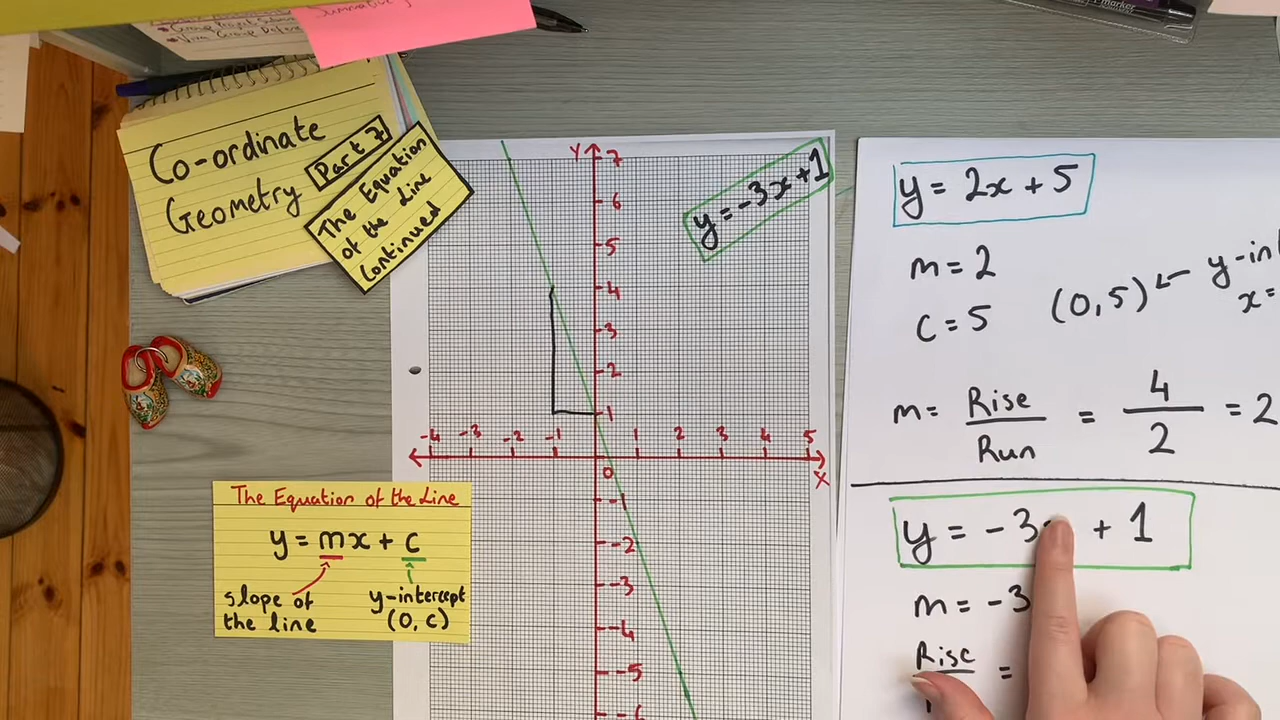 Co-ordinate
Geometry
Part 7
The Equation
of the Line
Continued
The Equation of the Line
y = mx + c
slope of
the line
y-intercept
(0, c)
y = -3x + 1
Y
7
6
5
4
3
2
1
-4 -3 -2 -1 1 2 3 4 5
0
X
-1
-2
-3
-4
-5
-6
y = 2x + 5
m = 2
c = 5
(0, 5)
x =
m = Rise
Run
= 4
2
= 2
y = -3 + 1
m = -3
Rise
=